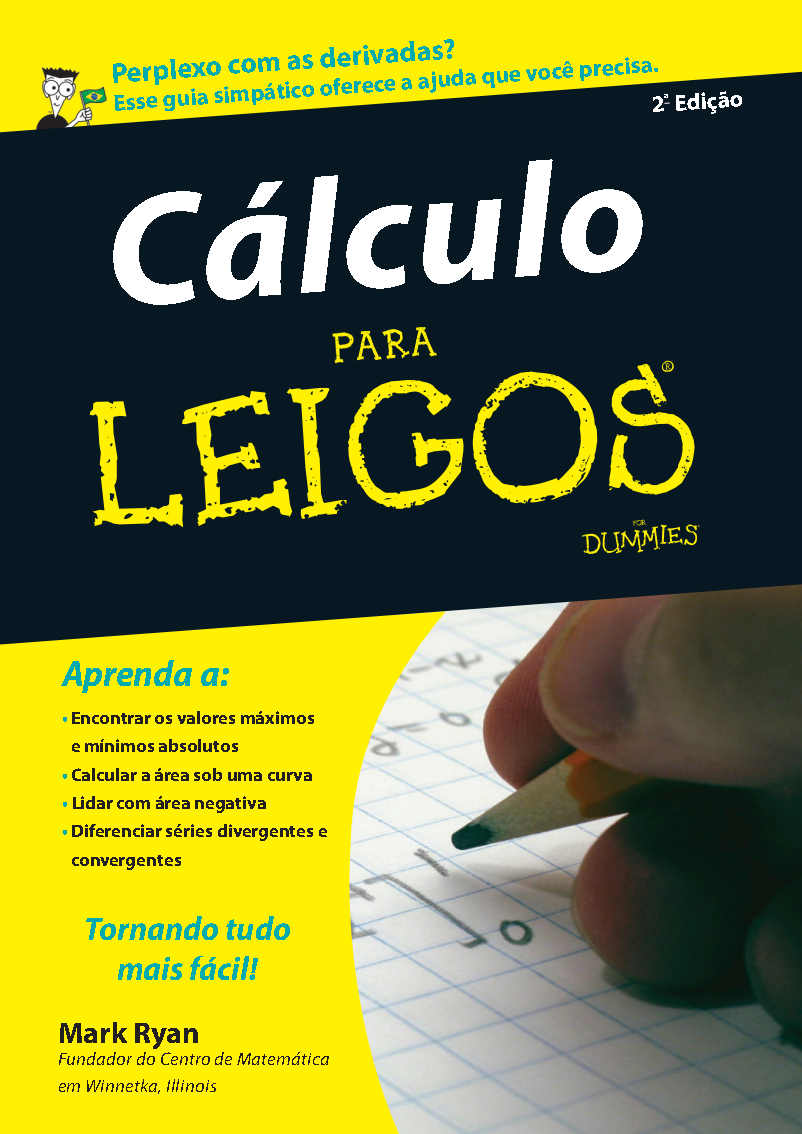 Perplexo com as derivadas?
Esse guia simpático oferece a ajuda que você precisa.
2ª Edição
Cálculo
PARA
LEIGOS®
FOR
DUMMIES
Aprenda a:
• Encontrar os valores máximos
e mínimos absolutos
• Calcular a área sob uma curva
• Lidar com área negativa
• Diferenciar séries divergentes e
convergentes
Tornando tudo
mais fácil!
Mark Ryan
Fundador do Centro de Matemática
em Winnetka, Illinois